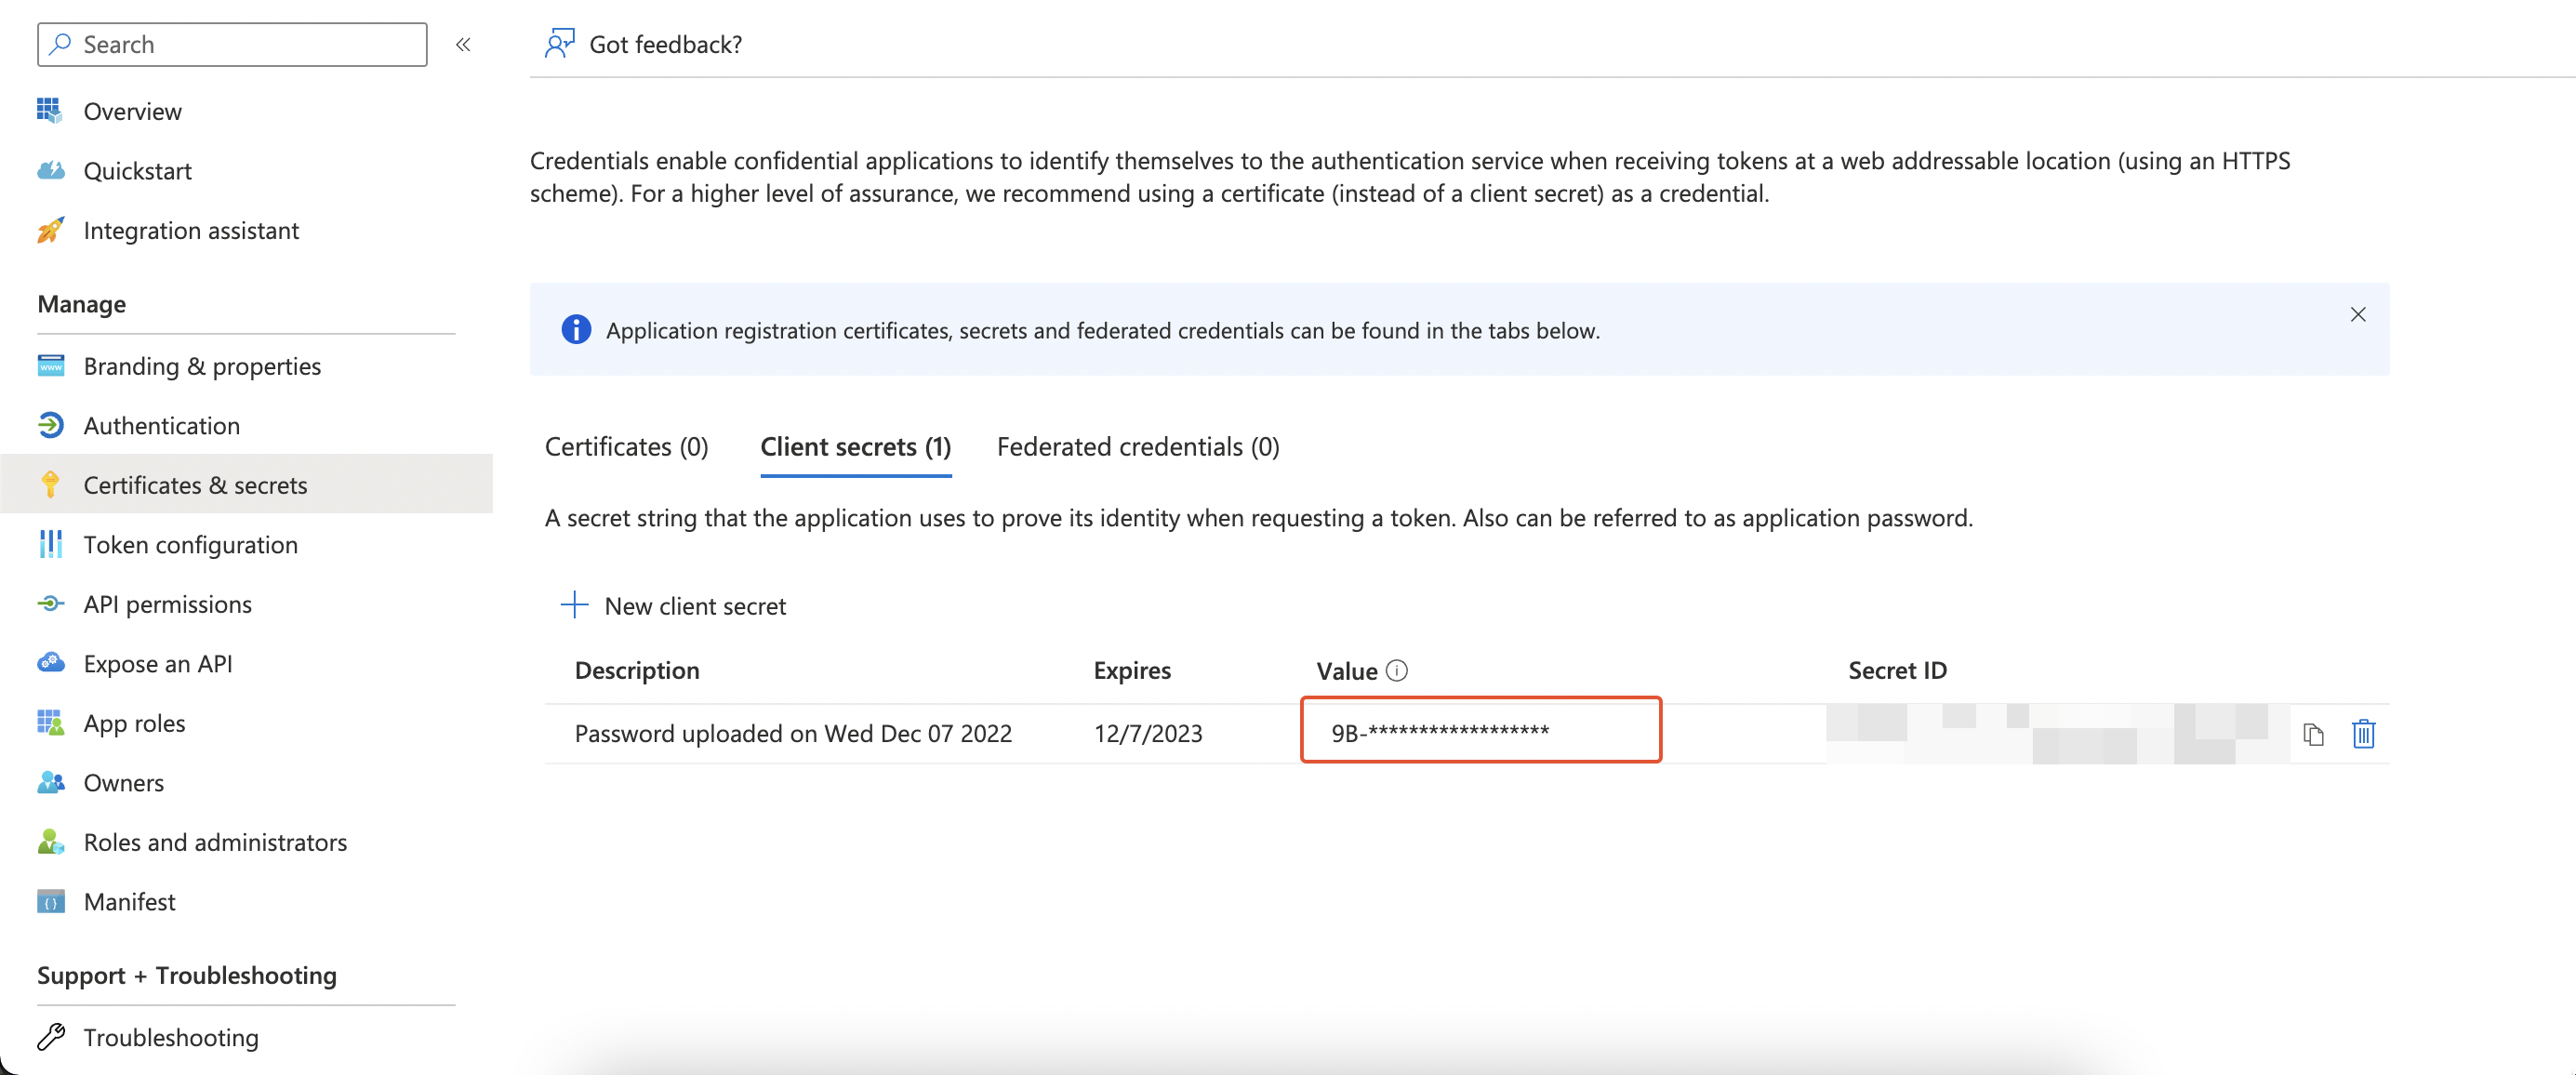 Search
Overview
Quickstart
Integration assistant
Manage
Branding & properties
Authentication
Certificates & secrets
Token configuration
API permissions
Expose an API
App roles
Owners
Roles and administrators
Manifest
Support + Troubleshooting
Troubleshooting
Got feedback?
Credentials enable confidential applications to identify themselves to the authentication service when receiving tokens at a web addressable location (using an HTTPS
scheme). For a higher level of assurance, we recommend using a certificate (instead of a client secret) as a credential.
Application registration certificates, secrets and federated credentials can be found in the tabs below.
Certificates (0) Client secrets (1) Federated credentials (0)
A secret string that the application uses to prove its identity when requesting a token. Also can be referred to as application password.
New client secret
Description Expires Value Secret ID
Password uploaded on Wed Dec 07 2022 12/7/2023 9B-******************